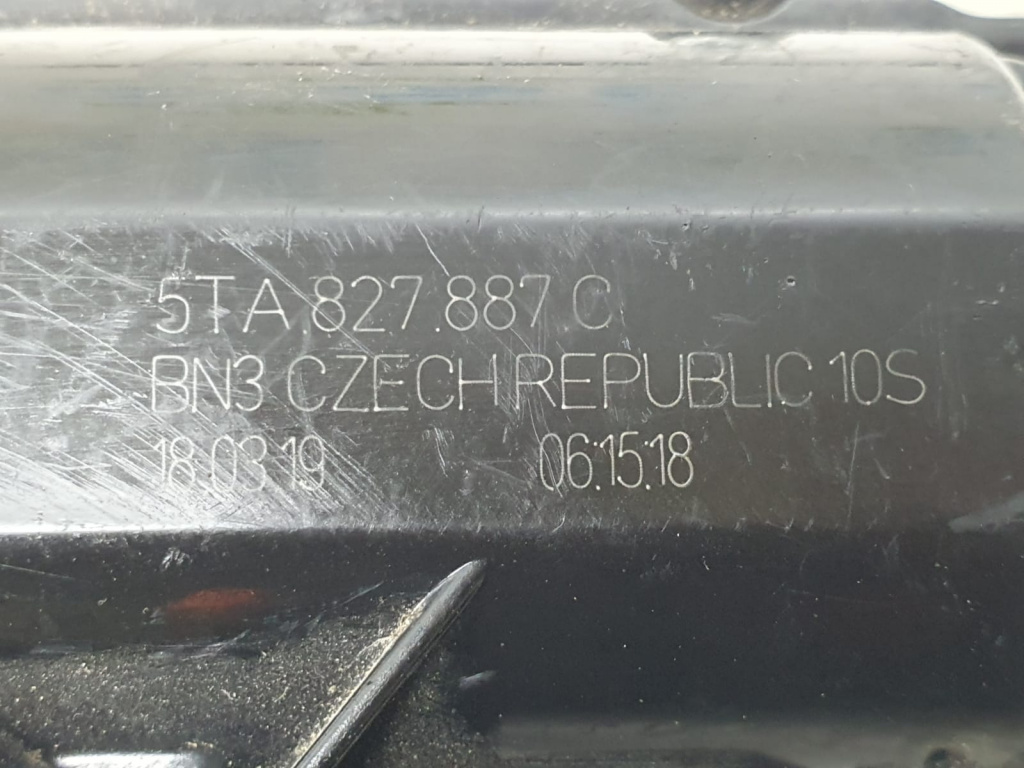 5TA.827.887 C
BN3 CZECH REPUBLIC 10S
18.03.19 06:15:18